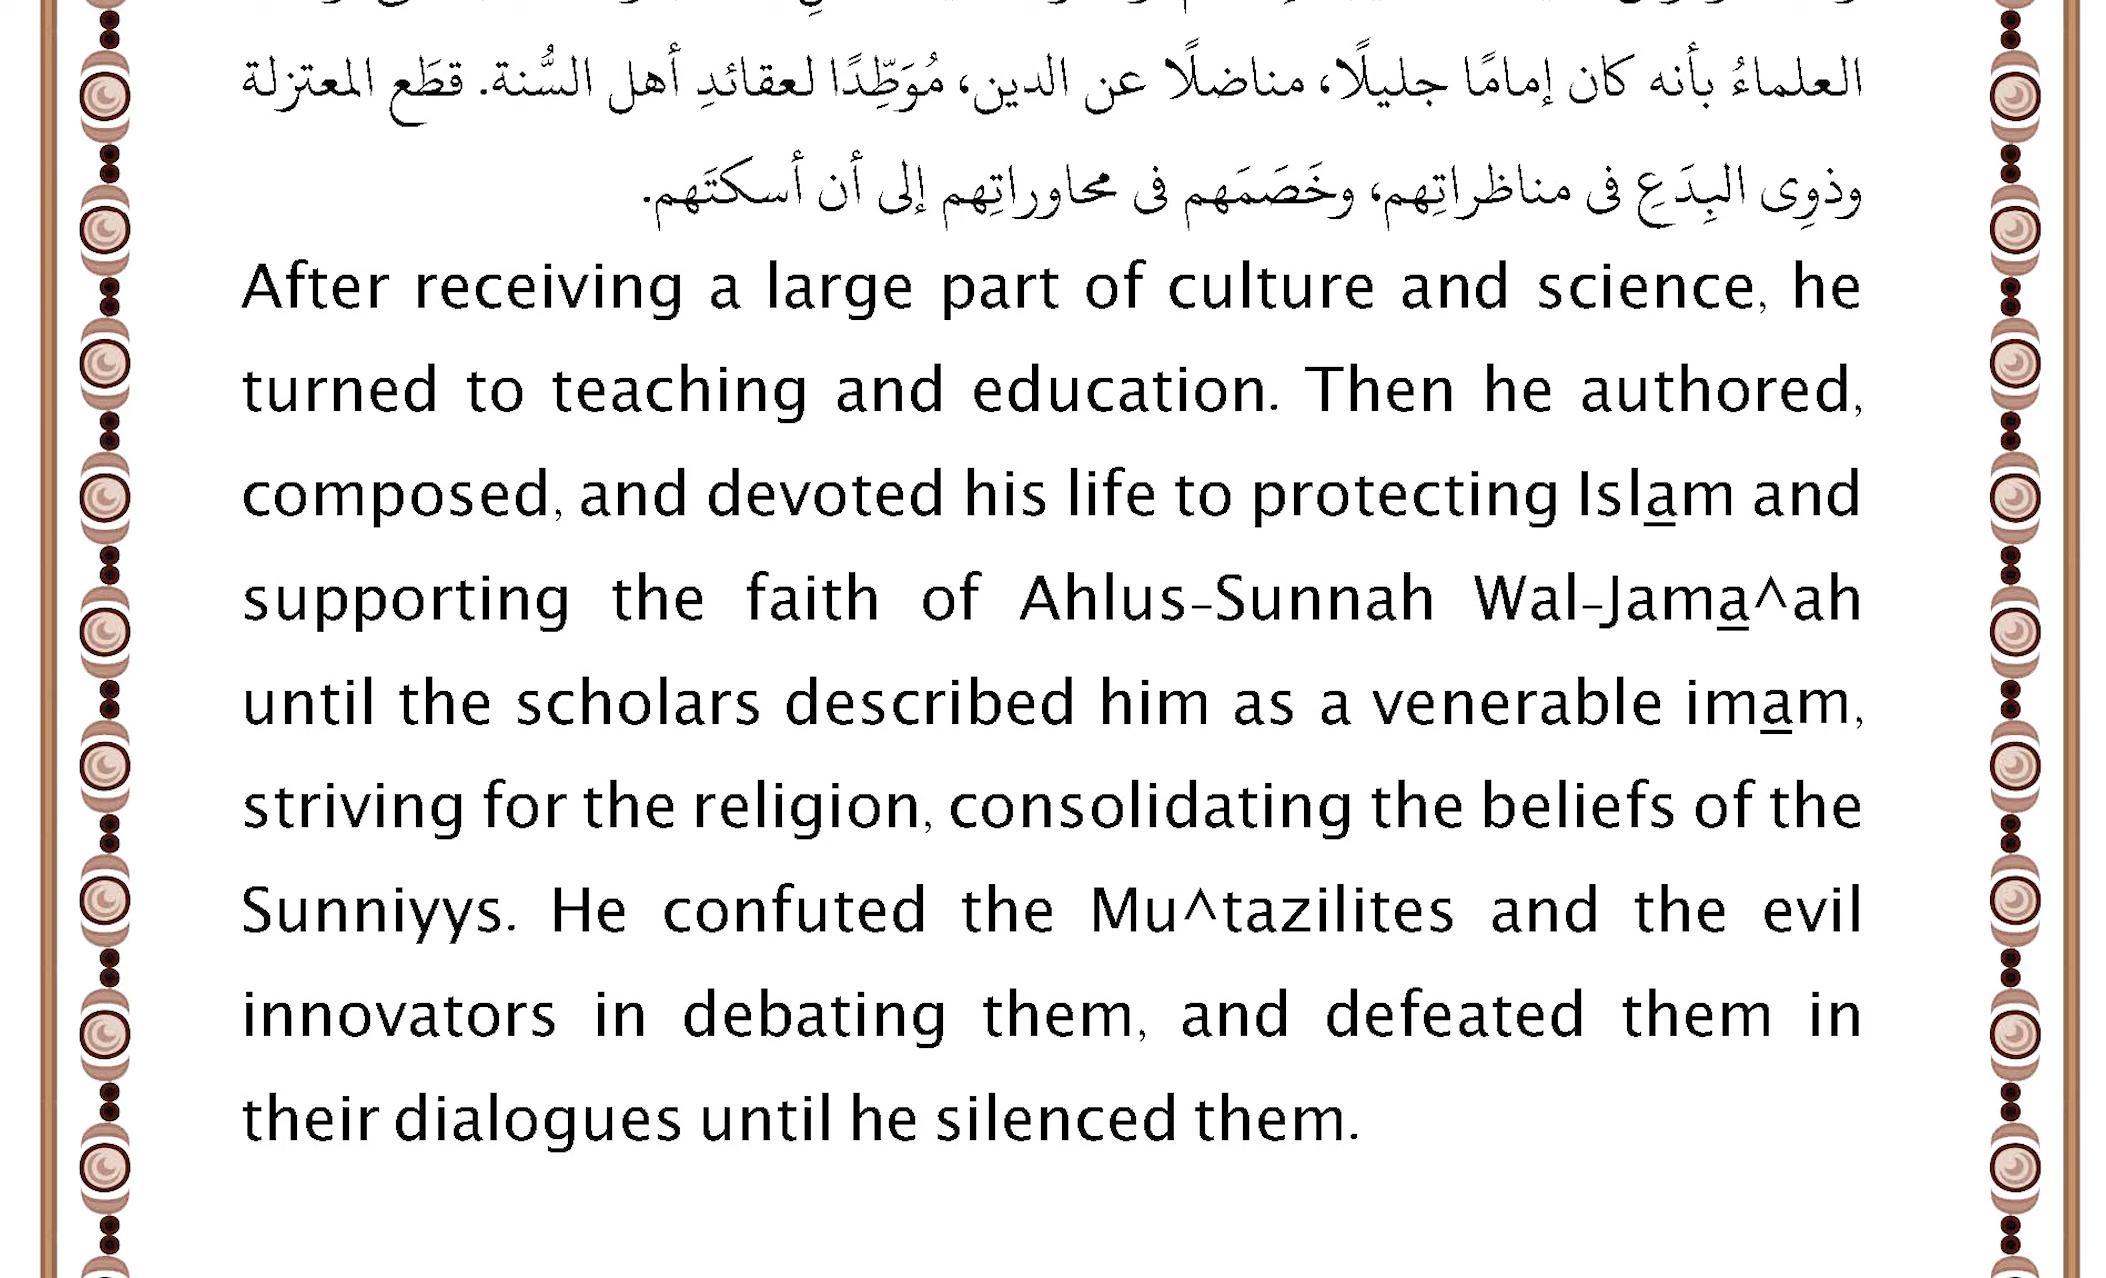 العلماءُ بأنه كان إمامًا جليلًا، مناضلًا عن الدين، مُوَطِّدًا لعقائدِ أهل السُّنة. قطَع المعتزلة
وذوِى البِدَعِ فى مناظراتِهم، وخَصَمَهم فى محاوراتِهم إلى أن أسكتَهم.
After receiving a large part of culture and science, he
turned to teaching and education. Then he authored,
composed, and devoted his life to protecting Islam and
supporting the faith of Ahlus-Sunnah Wal-Jama^ah
until the scholars described him as a venerable imam,
striving for the religion, consolidating the beliefs of the
Sunniyys. He confuted the Mu^tazilites and the evil
innovators in debating them, and defeated them in
their dialogues until he silenced them.